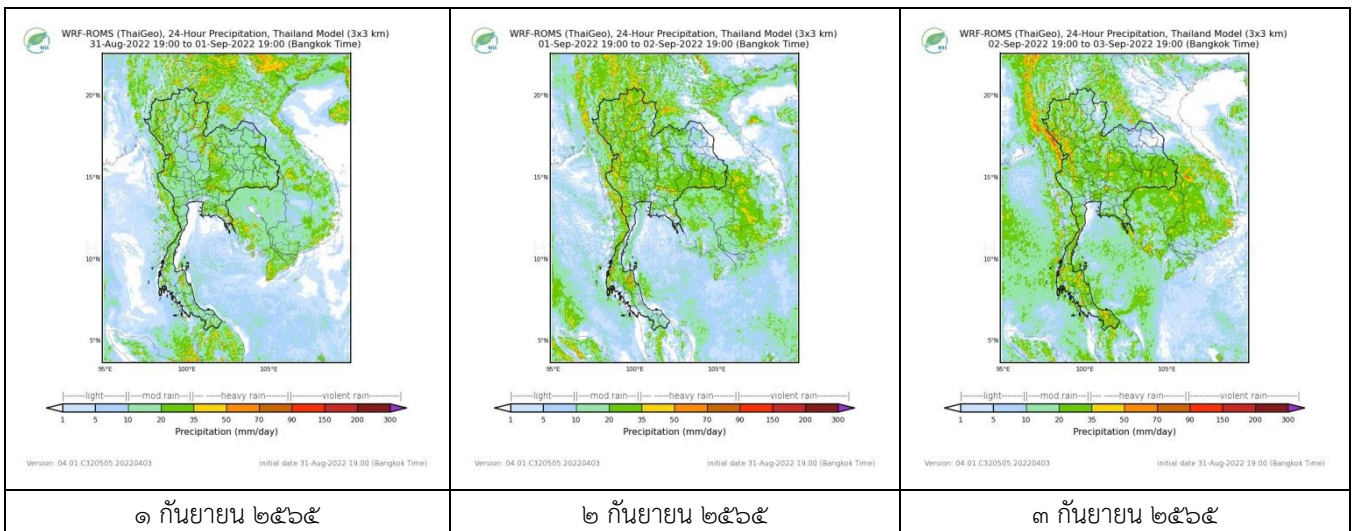 WRF-ROMS (ThaiGeo), 24-Hour Precipitation, Thailand Model (3x3 km)
31-Aug-2022 19:00 to 01-Sep-2022 19:00 (Bangkok Time)
20°N
15°N
10°N
5°N
95°E 100°E 105°E
|------light------||---mod rain---||--- ---heavy rain------||------violent rain------|
1 5 10 20 35 50 70 90 150 200 300
Precipitation (mm/day)
Version: 04.01.C320505.20220403 initial date 31-Aug-2022 19:00 (Bangkok Time)
๑ กันยายน ๒๕๖๕
WRF-ROMS (ThaiGeo), 24-Hour Precipitation, Thailand Model (3x3 km)
01-Sep-2022 19:00 to 02-Sep-2022 19:00 (Bangkok Time)
20°N
15°N
10°N
5°N
95°E 100°E 105°E
|------light------||---mod rain---||--- ---heavy rain------||------violent rain------|
1 5 10 20 35 50 70 90 150 200 300
Precipitation (mm/day)
Version: 04.01.C320505.20220403 initial date 31-Aug-2022 19:00 (Bangkok Time)
๒ กันยายน ๒๕๖๕
WRF-ROMS (ThaiGeo), 24-Hour Precipitation, Thailand Model (3x3 km)
02-Sep-2022 19:00 to 03-Sep-2022 19:00 (Bangkok Time)
20°N
15°N
10°N
5°N
95°E 100°E 105°E
|------light------||---mod rain---||--- ---heavy rain------||------violent rain------|
1 5 10 20 35 50 70 90 150 200 300
Precipitation (mm/day)
Version: 04.01.C320505.20220403 initial date 31-Aug-2022 19:00 (Bangkok Time)
๓ กันยายน ๒๕๖๕